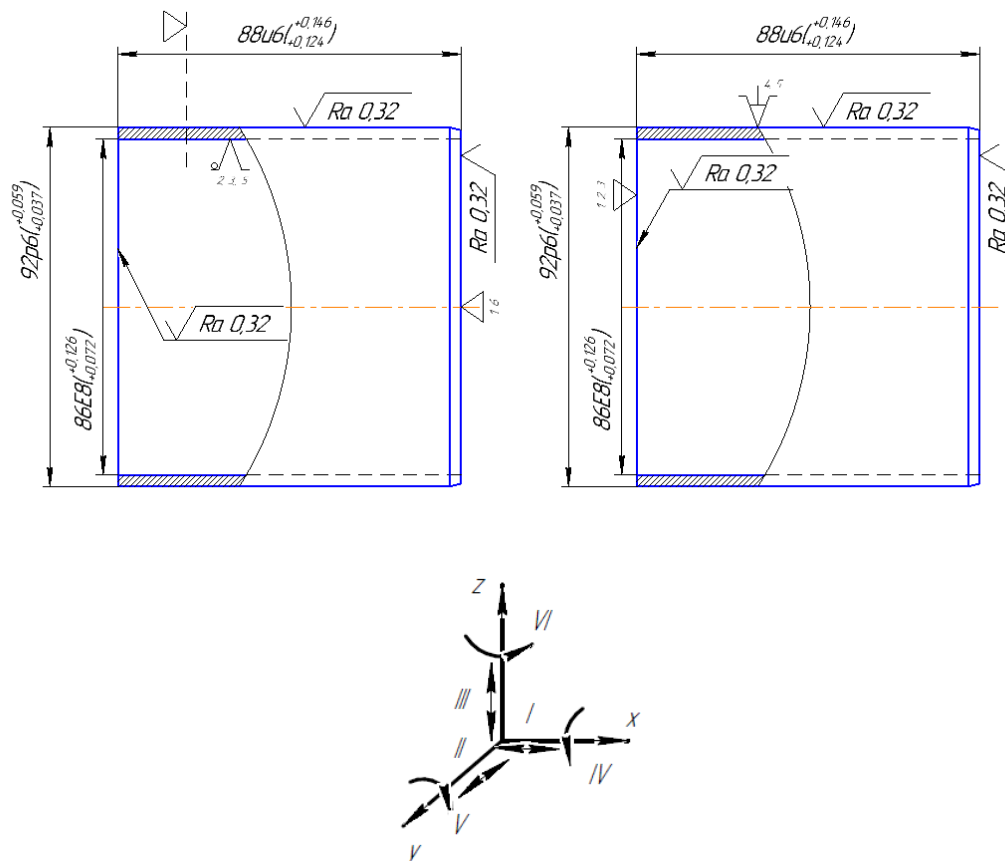 88u6(+0,146 +0,124)
Ra 0,32
2 3, 5
92p6(+0,059 +0,037)
86E8(+0,126 +0,072)
Ra 0,32
Ra 0,32
1 6
88u6(+0,146 +0,124)
4 5
Ra 0,32
Ra 0,32
1 2 3
92p6(+0,059 +0,037)
86E8(+0,126 +0,072)
Ra 0,32
z
VI
III
I
x
II
IV
V
y